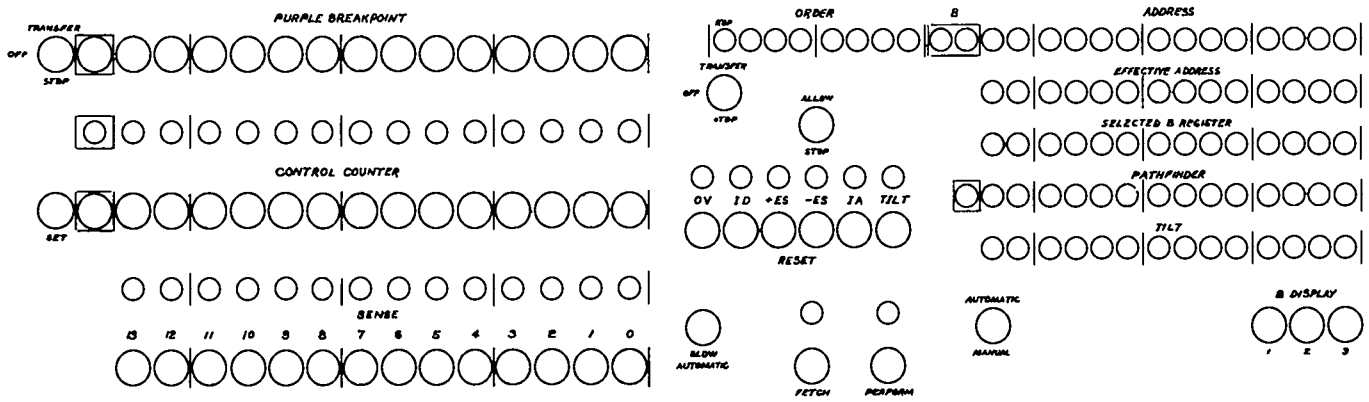 PURPLE BREAKPOINT
TRANSFER
OFF
STOP
CONTROL COUNTER
SET
SENSE
13 12 11 10 9 8 7 6 5 4 3 2 1 0
ORDER B ADDRESS
TRANSFER
OFF
STOP
ALLOW
STOP
EFFECTIVE ADDRESS
SELECTED B REGISTER
PATHFINDER
TILT
OV ID +ES -ES IA TILT
RESET
SLOW
AUTOMATIC
FETCH
PERFORM
AUTOMATIC
MANUAL
B DISPLAY
1 2 3